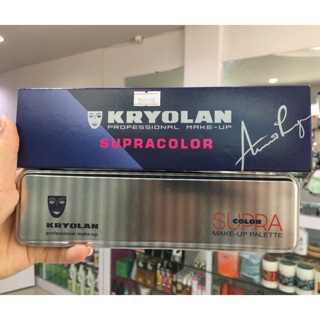 KRYOLAN
PROFESSIONAL MAKE-UP
SUPRACOLOR
KRYOLAN
professional make-up
SUPRA
COLOR
MAKE-UP PALETTE